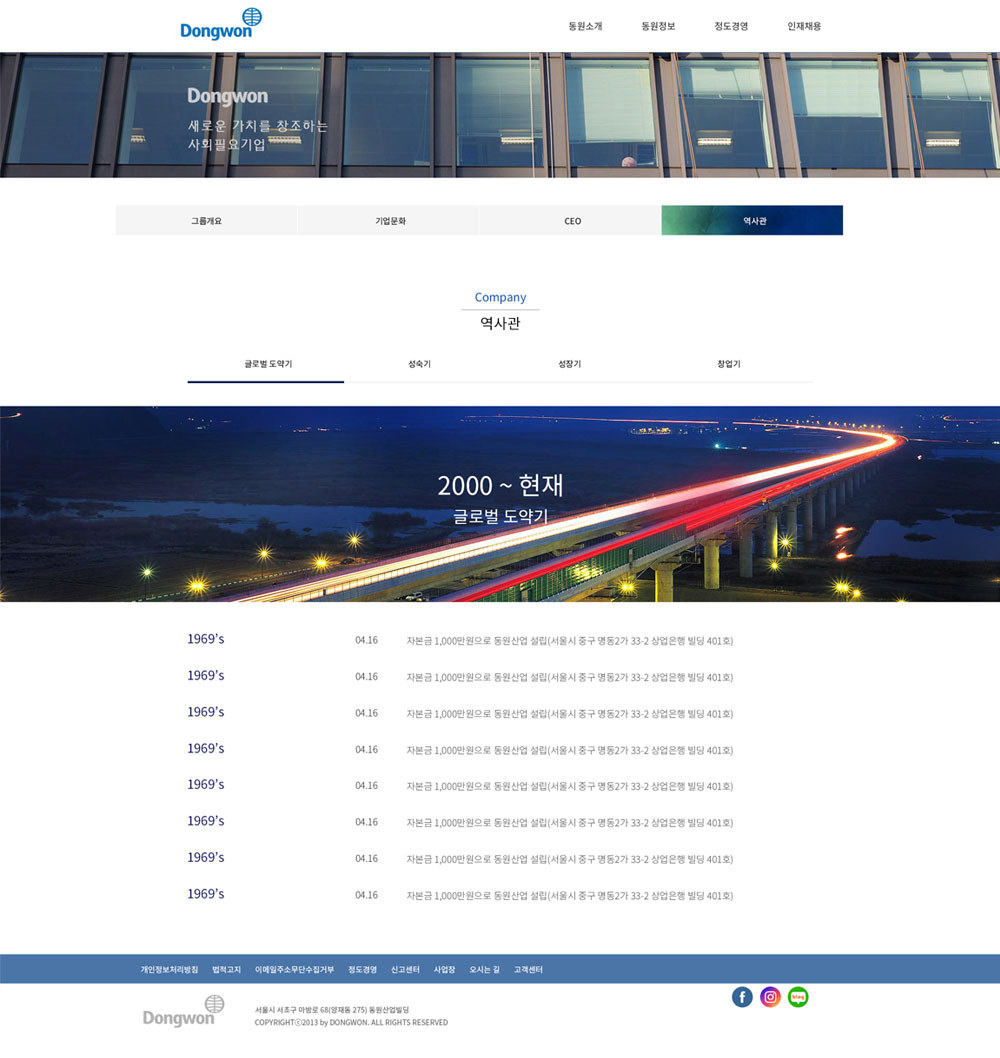 Dongwon
동원소개 동원정보 정도경영 인재채용
Dongwon
새로운 가치를 창조하는
사회필요기업
그룹개요 기업문화 CEO 역사관
Company
역사관
글로벌 도약기 성숙기 성장기 창업기
2000 ~ 현재
글로벌 도약기
1969's 04.16 자본금 1,000만원으로 동원산업 설립(서울시 중구 명동2가 33-2 상업은행 빌딩 401호)
1969's 04.16 자본금 1,000만원으로 동원산업 설립(서울시 중구 명동2가 33-2 상업은행 빌딩 401호)
1969's 04.16 자본금 1,000만원으로 동원산업 설립(서울시 중구 명동2가 33-2 상업은행 빌딩 401호)
1969's 04.16 자본금 1,000만원으로 동원산업 설립(서울시 중구 명동2가 33-2 상업은행 빌딩 401호)
1969's 04.16 자본금 1,000만원으로 동원산업 설립(서울시 중구 명동2가 33-2 상업은행 빌딩 401호)
1969's 04.16 자본금 1,000만원으로 동원산업 설립(서울시 중구 명동2가 33-2 상업은행 빌딩 401호)
1969's 04.16 자본금 1,000만원으로 동원산업 설립(서울시 중구 명동2가 33-2 상업은행 빌딩 401호)
1969's 04.16 자본금 1,000만원으로 동원산업 설립(서울시 중구 명동2가 33-2 상업은행 빌딩 401호)
개인정보처리방침 법적고지 이메일주소무단수집거부 정도경영 신고센터 사업장 오시는 길 고객센터
Dongwon
서울시 서초구 마방로 68(양재동 275) 동원산업빌딩
COPYRIGHTⓒ2013 by DONGWON. ALL RIGHTS RESERVED
f
blog